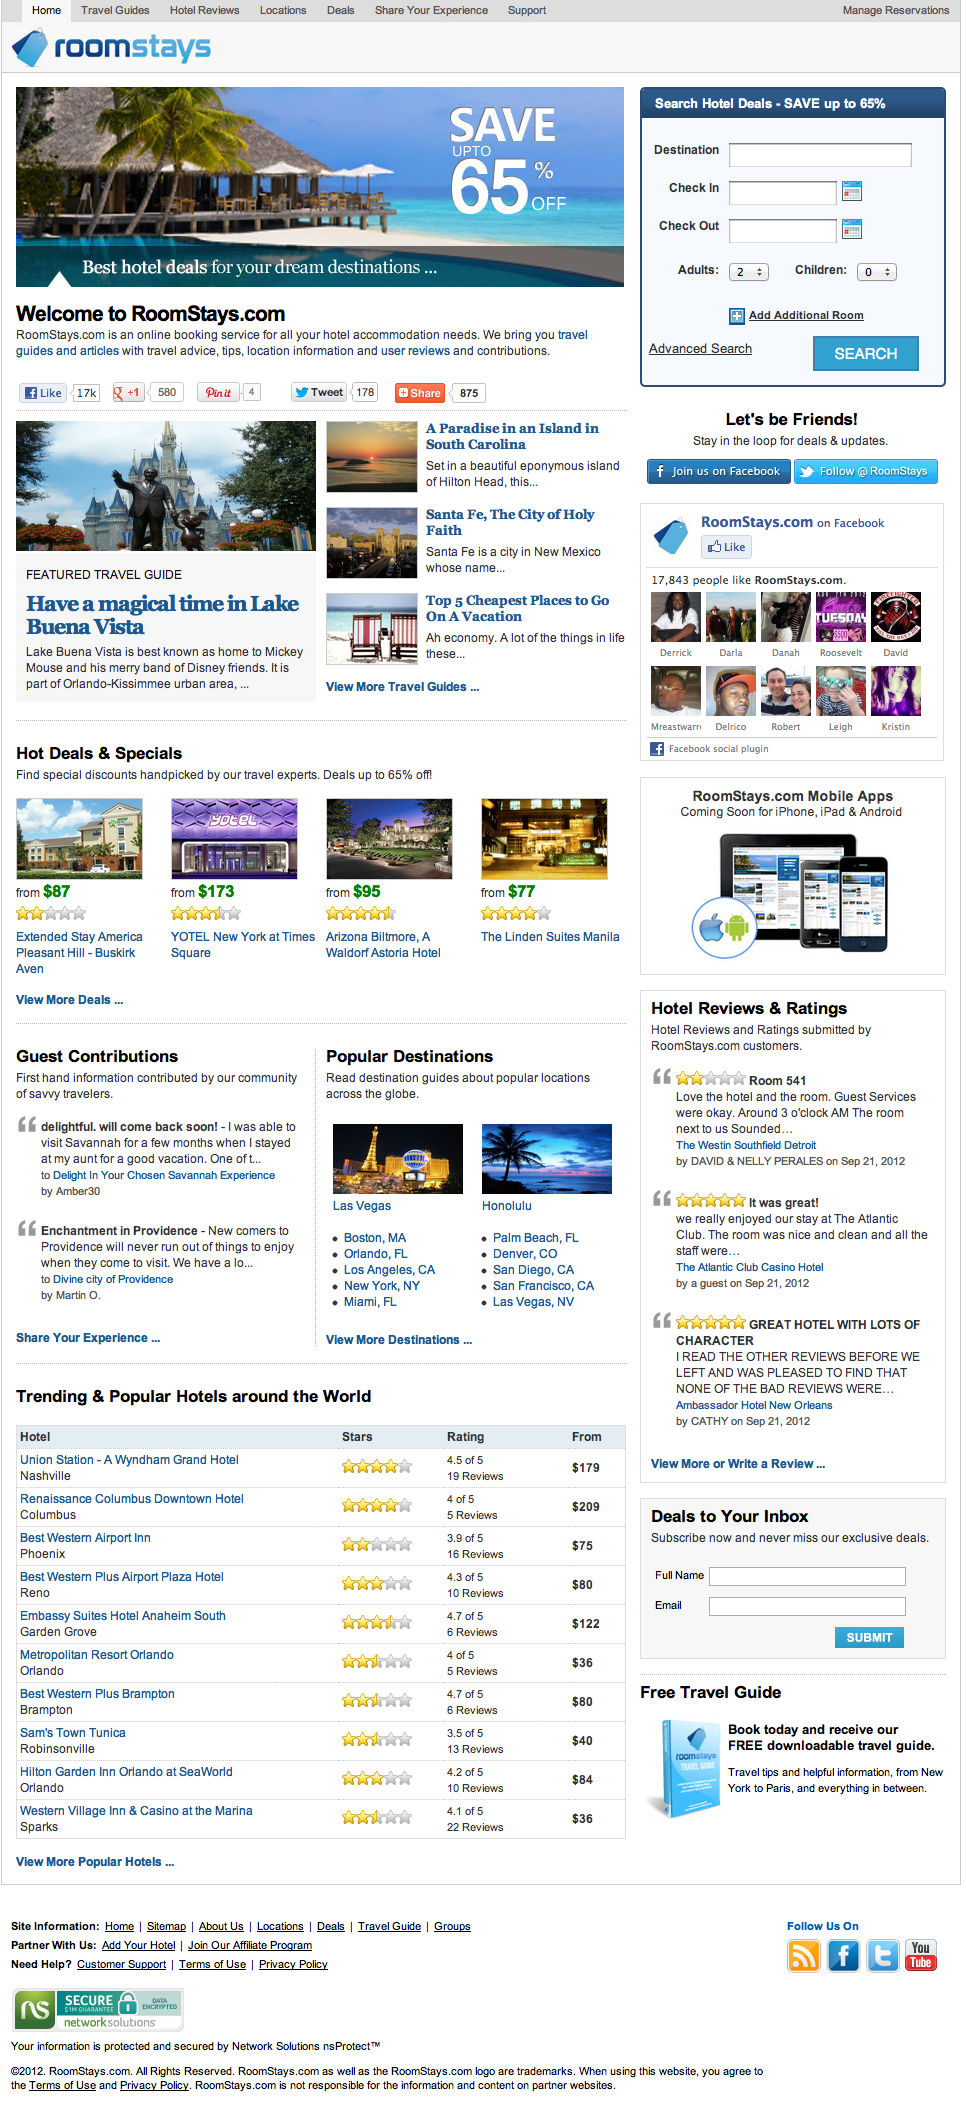 Home Travel Guides Hotel Reviews Locations Deals Share Your Experience Support Manage Reservations
roomstays
SAVE
UPTO
65%
OFF
Best hotel deals for your dream destinations ...
Search Hotel Deals - SAVE up to 65%
Destination
Check In
Check Out
Adults: 2 Children: 0
Add Additional Room
Advanced Search SEARCH
Welcome to RoomStays.com
RoomStays.com is an online booking service for all your hotel accommodation needs. We bring you travel
guides and articles with travel advice, tips, location information and user reviews and contributions.
Like 17k +1 580 Pin it 4 Tweet 178 Share 875
Let's be Friends!
Stay in the loop for deals & updates.
Join us on Facebook Follow @ RoomStays
FEATURED TRAVEL GUIDE
Have a magical time in Lake
Buena Vista
Lake Buena Vista is best known as home to Mickey
Mouse and his merry band of Disney friends. It is
part of Orlando-Kissimmee urban area, ...
A Paradise in an Island in
South Carolina
Set in a beautiful eponymous island
of Hilton Head, this...
Santa Fe, The City of Holy
Faith
Santa Fe is a city in New Mexico
whose name...
Top 5 Cheapest Places to Go
On A Vacation
Ah economy. A lot of the things in life
these...
View More Travel Guides ...
RoomStays.com on Facebook
Like
17,843 people like RoomStays.com.
TUESDAY
Derrick Darla Danah Roosevelt David
Mreastwarr Delrico Robert Leigh Kristin
Facebook social plugin
Hot Deals & Specials
Find special discounts handpicked by our travel experts. Deals up to 65% off!
YOTEL
from $87
Extended Stay America
Pleasant Hill - Buskirk
Aven
from $173
YOTEL New York at Times
Square
from $95
Arizona Biltmore, A
Waldorf Astoria Hotel
from $77
The Linden Suites Manila
View More Deals ...
RoomStays.com Mobile Apps
Coming Soon for iPhone, iPad & Android
Guest Contributions
First hand information contributed by our community
of savvy travelers.
delightful. will come back soon! - I was able to
visit Savannah for a few months when I stayed
at my aunt for a good vacation. One of t...
to Delight In Your Chosen Savannah Experience
by Amber30
Enchantment in Providence - New comers to
Providence will never run out of things to enjoy
when they come to visit. We have a lo...
to Divine city of Providence
by Martin O.
Share Your Experience ...
Popular Destinations
Read destination guides about popular locations
across the globe.
Las Vegas Honolulu
Boston, MA
Orlando, FL
Los Angeles, CA
New York, NY
Miami, FL
Palm Beach, FL
Denver, CO
San Diego, CA
San Francisco, CA
Las Vegas, NV
View More Destinations ...
Hotel Reviews & Ratings
Hotel Reviews and Ratings submitted by
RoomStays.com customers.
Room 541
Love the hotel and the room. Guest Services
were okay. Around 3 o'clock AM The room
next to us Sounded...
The Westin Southfield Detroit
by DAVID & NELLY PERALES on Sep 21, 2012
It was great!
we really enjoyed our stay at The Atlantic
Club. The room was nice and clean and all the
staff were...
The Atlantic Club Casino Hotel
by a guest on Sep 21, 2012
GREAT HOTEL WITH LOTS OF
CHARACTER
I READ THE OTHER REVIEWS BEFORE WE
LEFT AND WAS PLEASED TO FIND THAT
NONE OF THE BAD REVIEWS WERE...
Ambassador Hotel New Orleans
by CATHY on Sep 21, 2012
View More or Write a Review ...
Trending & Popular Hotels around the World
Hotel Stars Rating From
Union Station - A Wyndham Grand Hotel 4.5 of 5
Nashville 19 Reviews $179
Renaissance Columbus Downtown Hotel 4 of 5
Columbus 5 Reviews $209
Best Western Airport Inn 3.9 of 5
Phoenix 16 Reviews $75
Best Western Plus Airport Plaza Hotel 4.3 of 5
Reno 10 Reviews $80
Embassy Suites Hotel Anaheim South 4.7 of 5
Garden Grove 6 Reviews $122
Metropolitan Resort Orlando 4 of 5
Orlando 5 Reviews $36
Best Western Plus Brampton 4.7 of 5
Brampton 6 Reviews $80
Sam's Town Tunica 3.5 of 5
Robinsonville 13 Reviews $40
Hilton Garden Inn Orlando at SeaWorld 4.2 of 5
Orlando 10 Reviews $84
Western Village Inn & Casino at the Marina 4.1 of 5
Sparks 22 Reviews $36
View More Popular Hotels ...
Deals to Your Inbox
Subscribe now and never miss our exclusive deals.
Full Name
Email
SUBMIT
Free Travel Guide
roomstays
TRAVEL GUIDE
Book today and receive our
FREE downloadable travel guide.
Travel tips and helpful information, from New
York to Paris, and everything in between.
Site Information: Home | Sitemap | About Us | Locations | Deals | Travel Guide | Groups
Partner With Us: Add Your Hotel | Join Our Affiliate Program
Need Help? Customer Support | Terms of Use | Privacy Policy
Follow Us On
You
Tube
ns SECURE
$1M GUARANTEE
DATA
ENCRYPTED
networksolutions
Your information is protected and secured by Network Solutions nsProtect™
©2012. RoomStays.com. All Rights Reserved. RoomStays.com as well as the RoomStays.com logo are trademarks. When using this website, you agree to
the Terms of Use and Privacy Policy. RoomStays.com is not responsible for the information and content on partner websites.